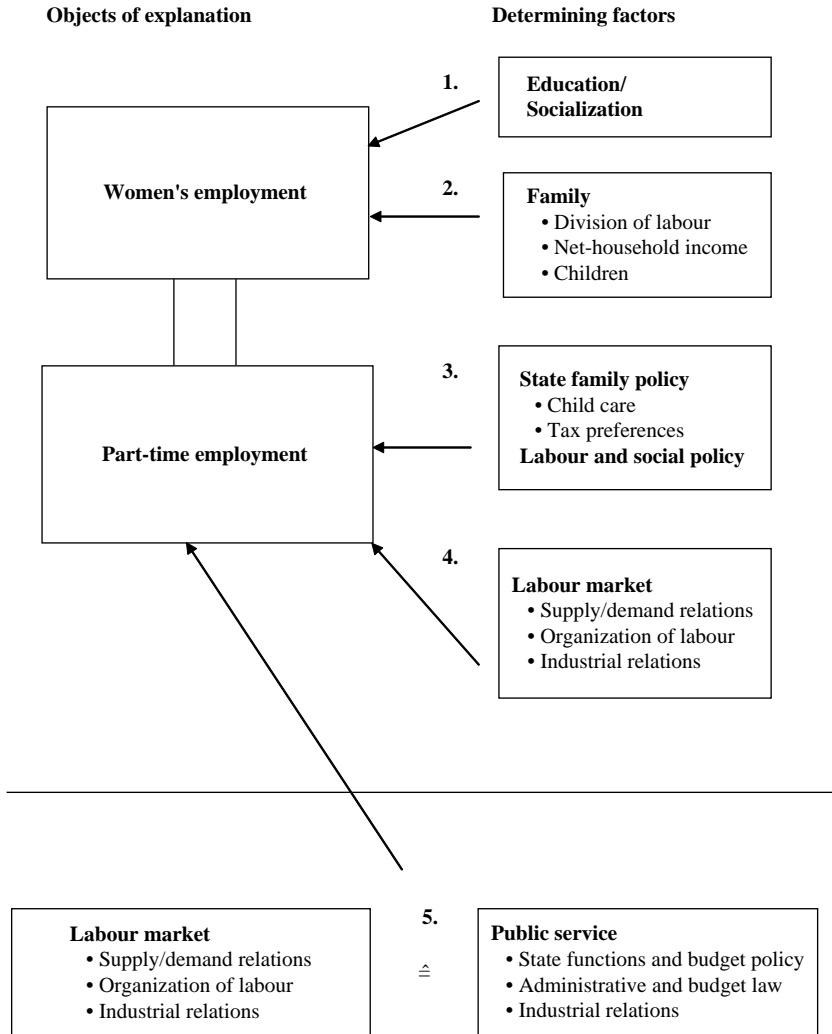 Objects of explanation
Determining factors
1.
Education/
Socialization
Women's employment
2.
Family
• Division of labour
• Net-household income
• Children
3.
State family policy
• Child care
• Tax preferences
Labour and social policy
Part-time employment
4.
Labour market
• Supply/demand relations
• Organization of labour
• Industrial relations
5.
Labour market
• Supply/demand relations
• Organization of labour
• Industrial relations
≙
Public service
• State functions and budget policy
• Administrative and budget law
• Industrial relations